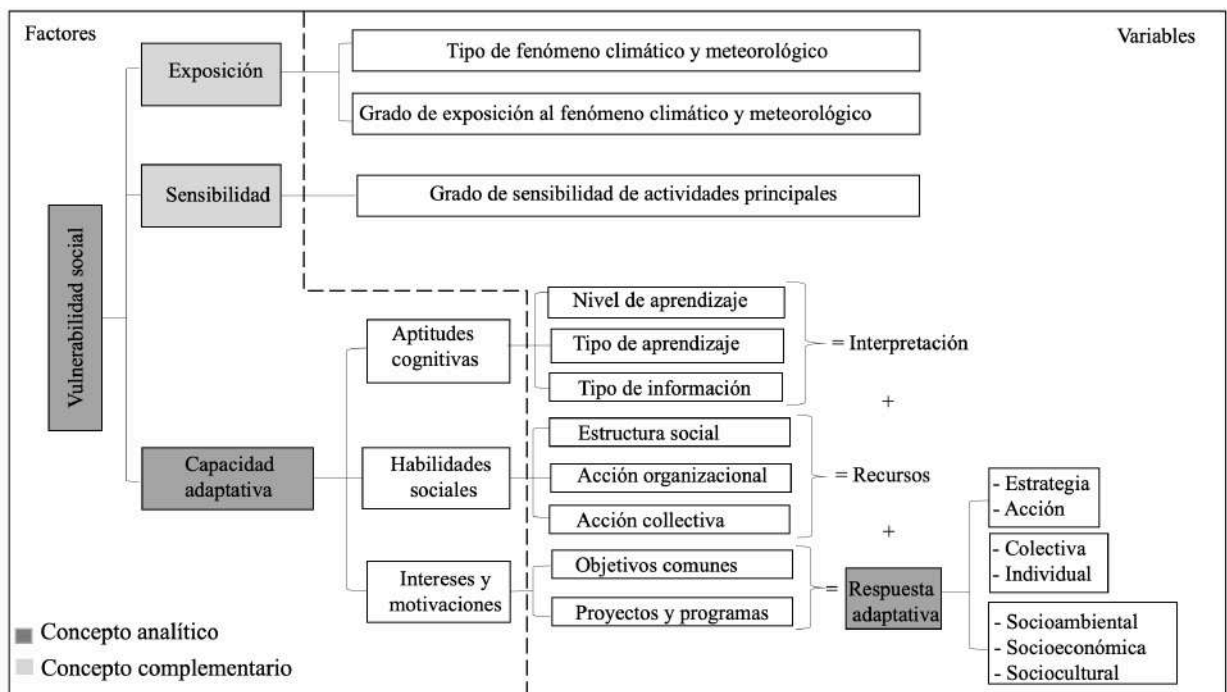 Factores
Variables
Exposición
Tipo de fenómeno climático y meteorológico
Grado de exposición al fenómeno climático y meteorológico
Sensibilidad
Grado de sensibilidad de actividades principales
Vulnerabilidad social
Capacidad
adaptativa
Aptitudes
cognitivas
Nivel de aprendizaje
Tipo de aprendizaje
Tipo de información
= Interpretación
+
Habilidades
sociales
Estructura social
Acción organizacional
Acción collectiva
= Recursos
+
Intereses y
motivaciones
Objetivos comunes
Proyectos y programas
=
Respuesta
adaptativa
- Estrategia
- Acción
- Colectiva
- Individual
- Socioambiental
- Socioeconómica
- Sociocultural
Concepto analítico
Concepto complementario